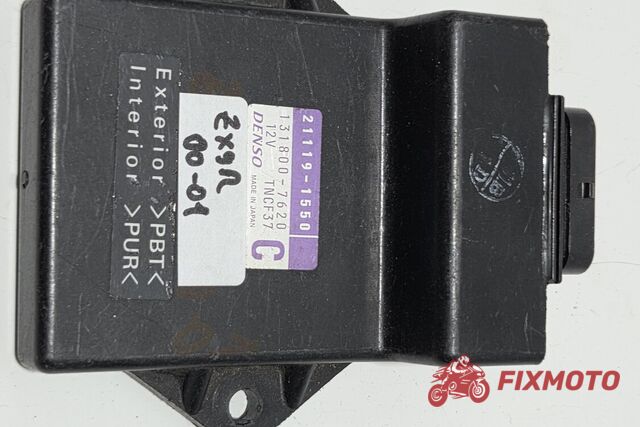 21119-1550
131800-7620
12V TNCF37
DENSO MADE IN JAPAN
C
ZX9R
00-01
Exterior >PBT<
Interior >PUR<
FIXMOTO